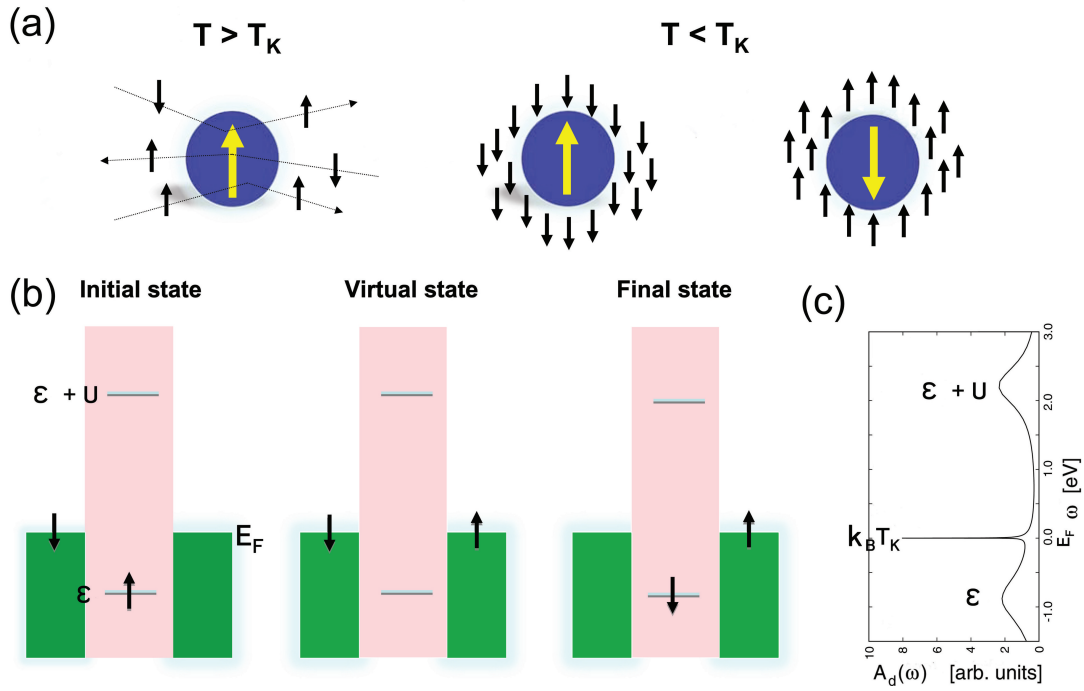 (a)
T > T_K
T < T_K
(b)
Initial state
Virtual state
Final state
(c)
ε + U
E_F
ε
3.0
2.0
1.0
0.0
-1.0
E_F ω [eV]
ε + U
k_B T_K
ε
10 8 6 4 2 0
A_d(ω) [arb. units]